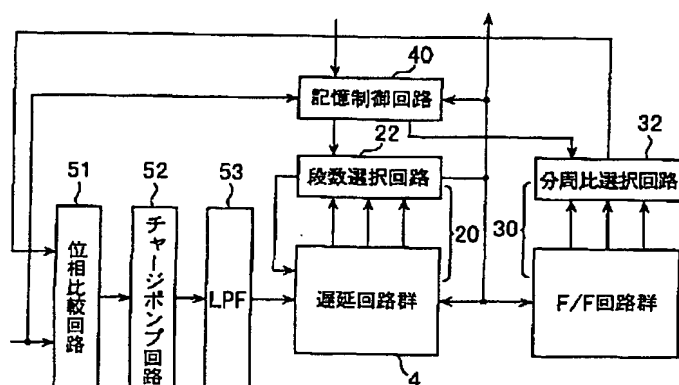 40
記憶制御回路
22
32
段数選択回路
分周比選択回路
51
52
53
20
30
位相比較回路
チャージポンプ回路
LPF
遅延回路群
F/F回路群
4